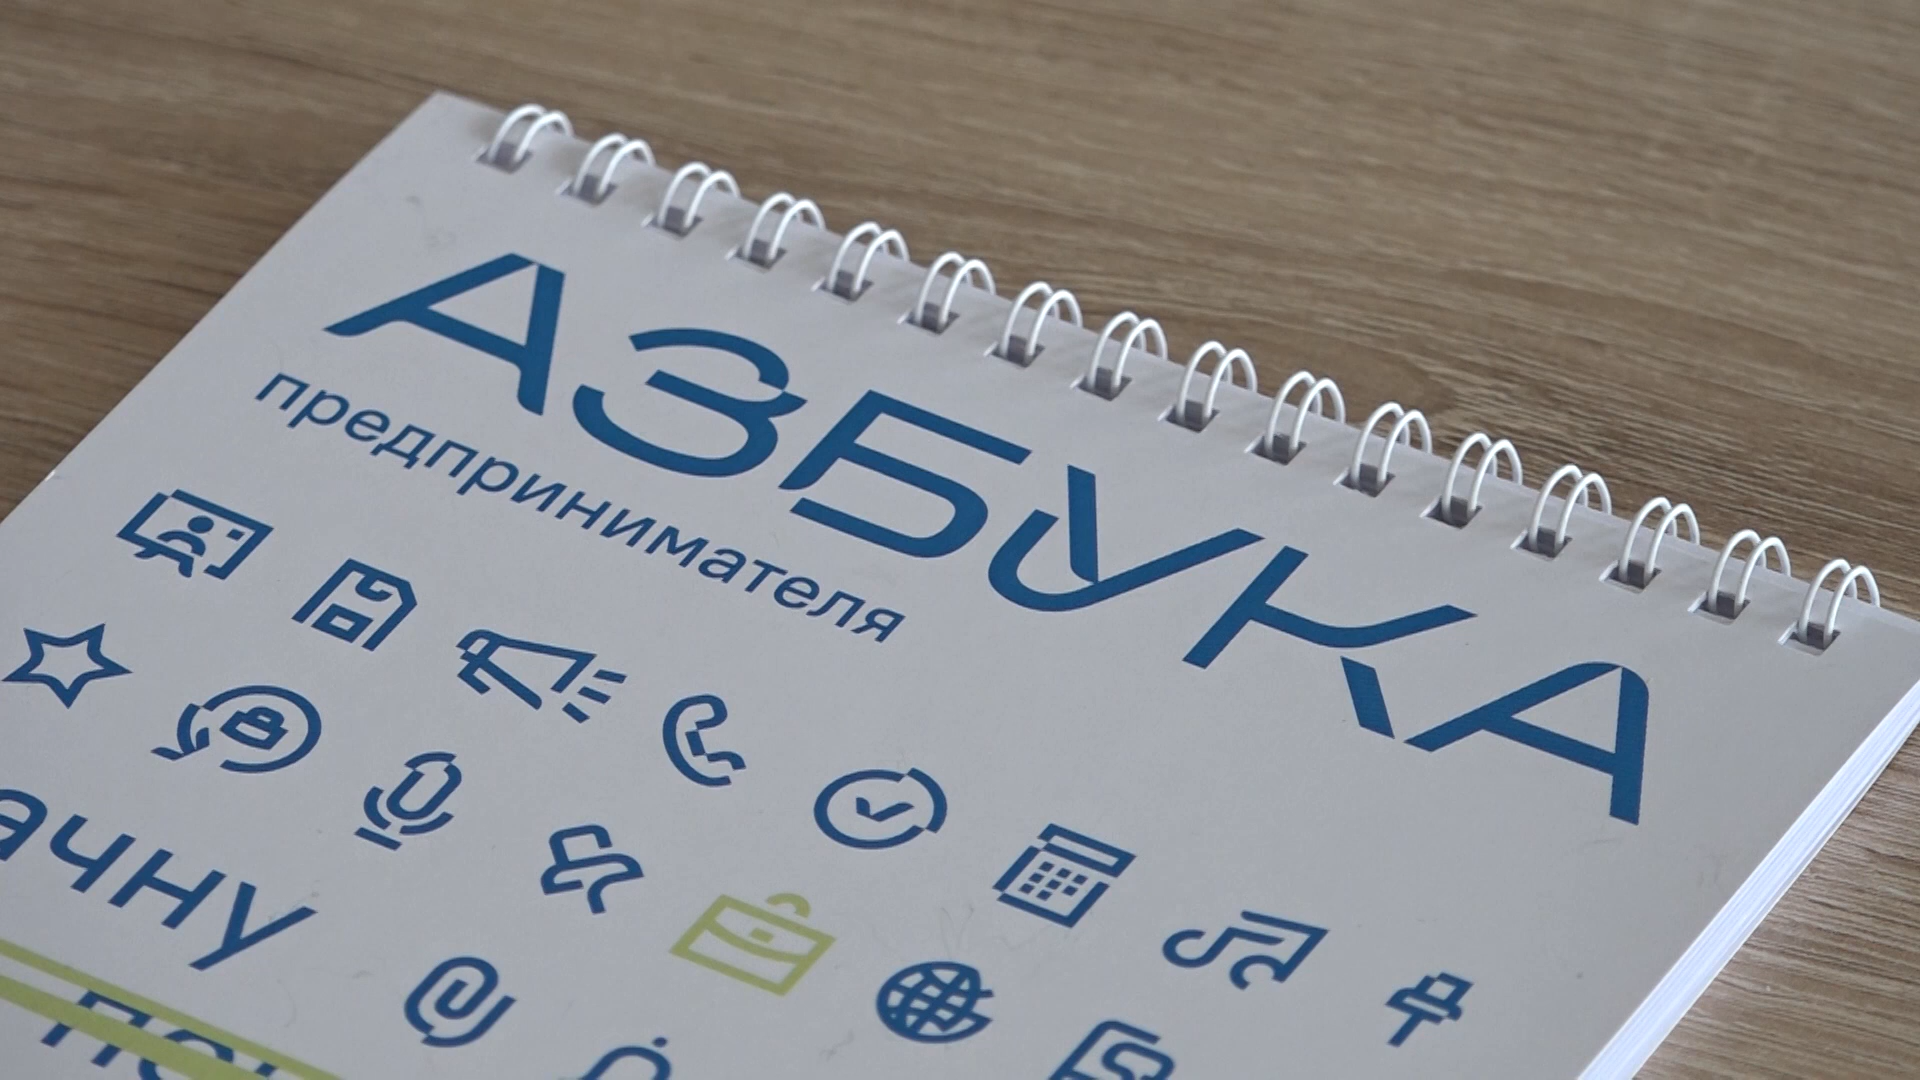 АЗБУКА
предпринимателя
ачну